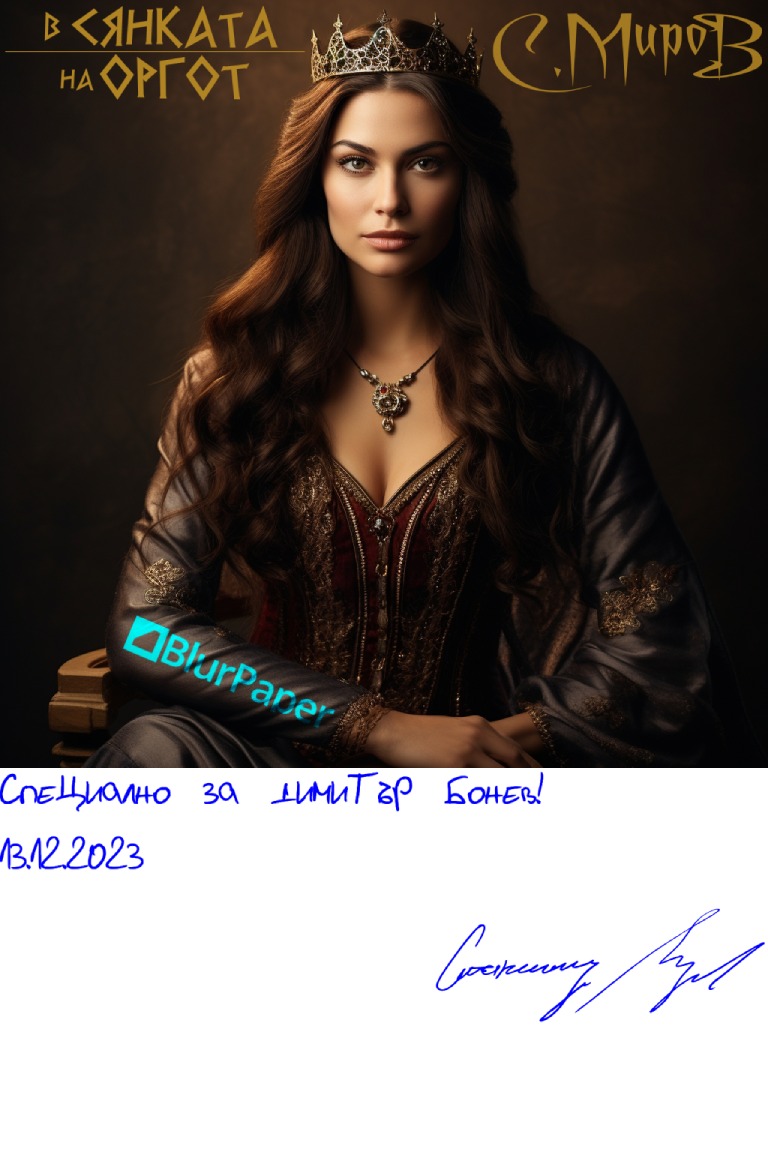 В СЯНКАТА
НА ОРГОТ
С. МироВ
BlurPaper
Специално за Димитър Бонев!
13.12.2023